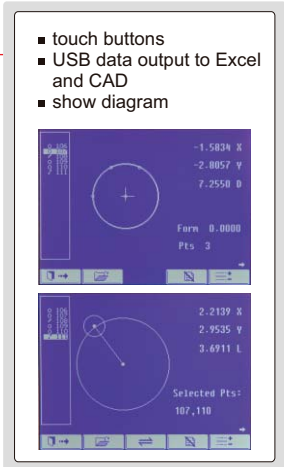 ▪ touch buttons
▪ USB data output to Excel
and CAD
▪ show diagram
-1.5834 X
-2.8057 Y
7.2550 D
Form 0.0000
Pts 3
2.2139 X
2.9535 Y
3.6911 L
Selected Pts:
107,110